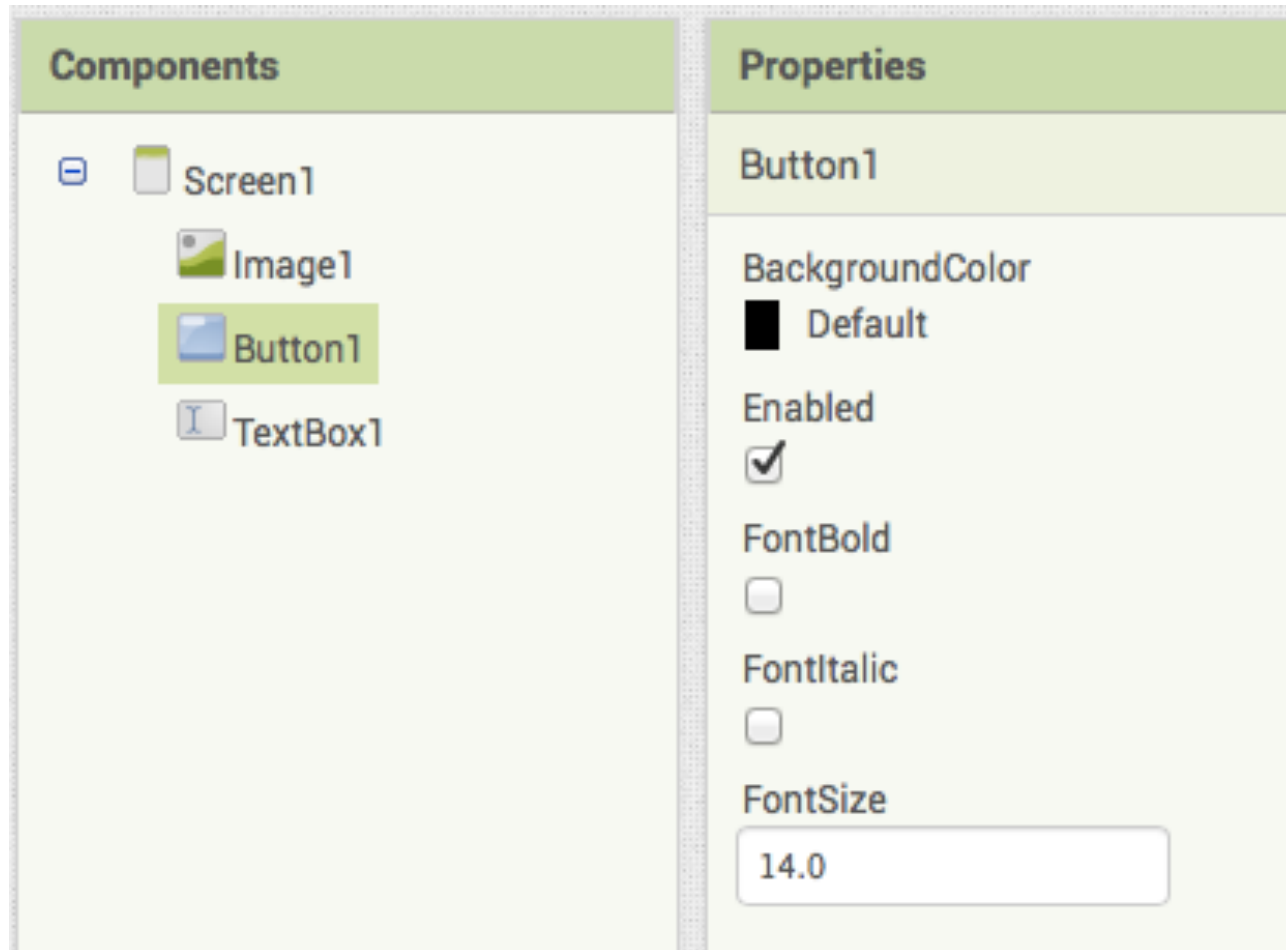 Components
Screen1
Image1
Button1
TextBox1
Properties
Button1
BackgroundColor
Default
Enabled
FontBold
FontItalic
FontSize
14.0